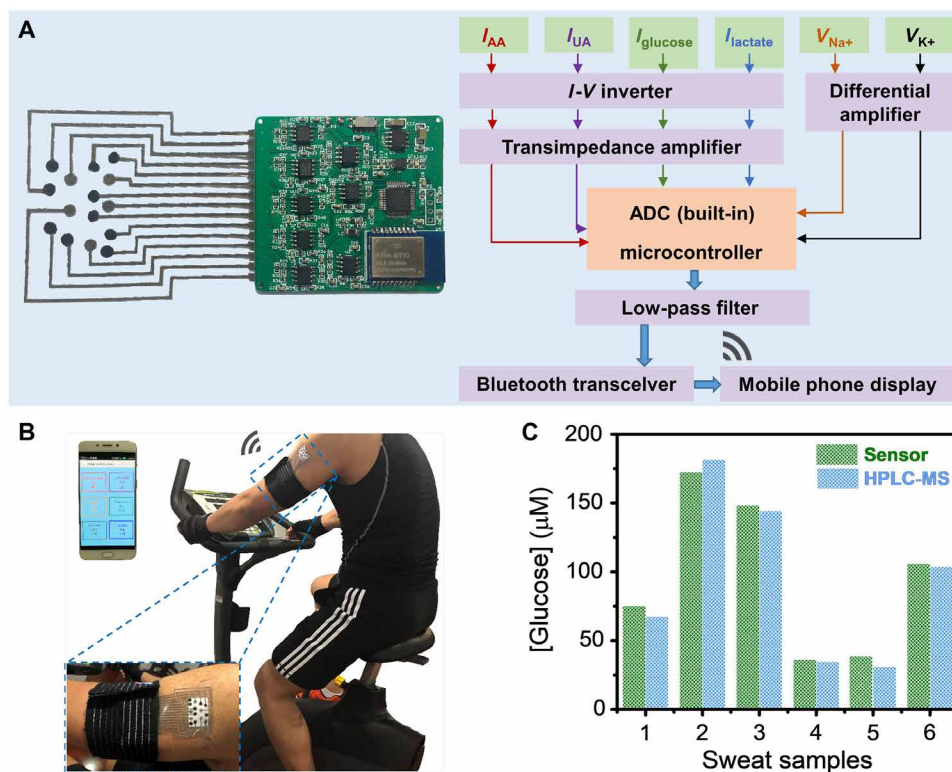 A
I_AA I_UA I_glucose I_lactate V_Na+ V_K+
I-V inverter
Differential
amplifier
Transimpedance amplifier
ADC (built-in)
microcontroller
Low-pass filter
Bluetooth transcelver
Mobile phone display
B
C
Sensor
HPLC-MS
[Glucose] (μM)
200
150
100
50
0
1 2 3 4 5 6
Sweat samples